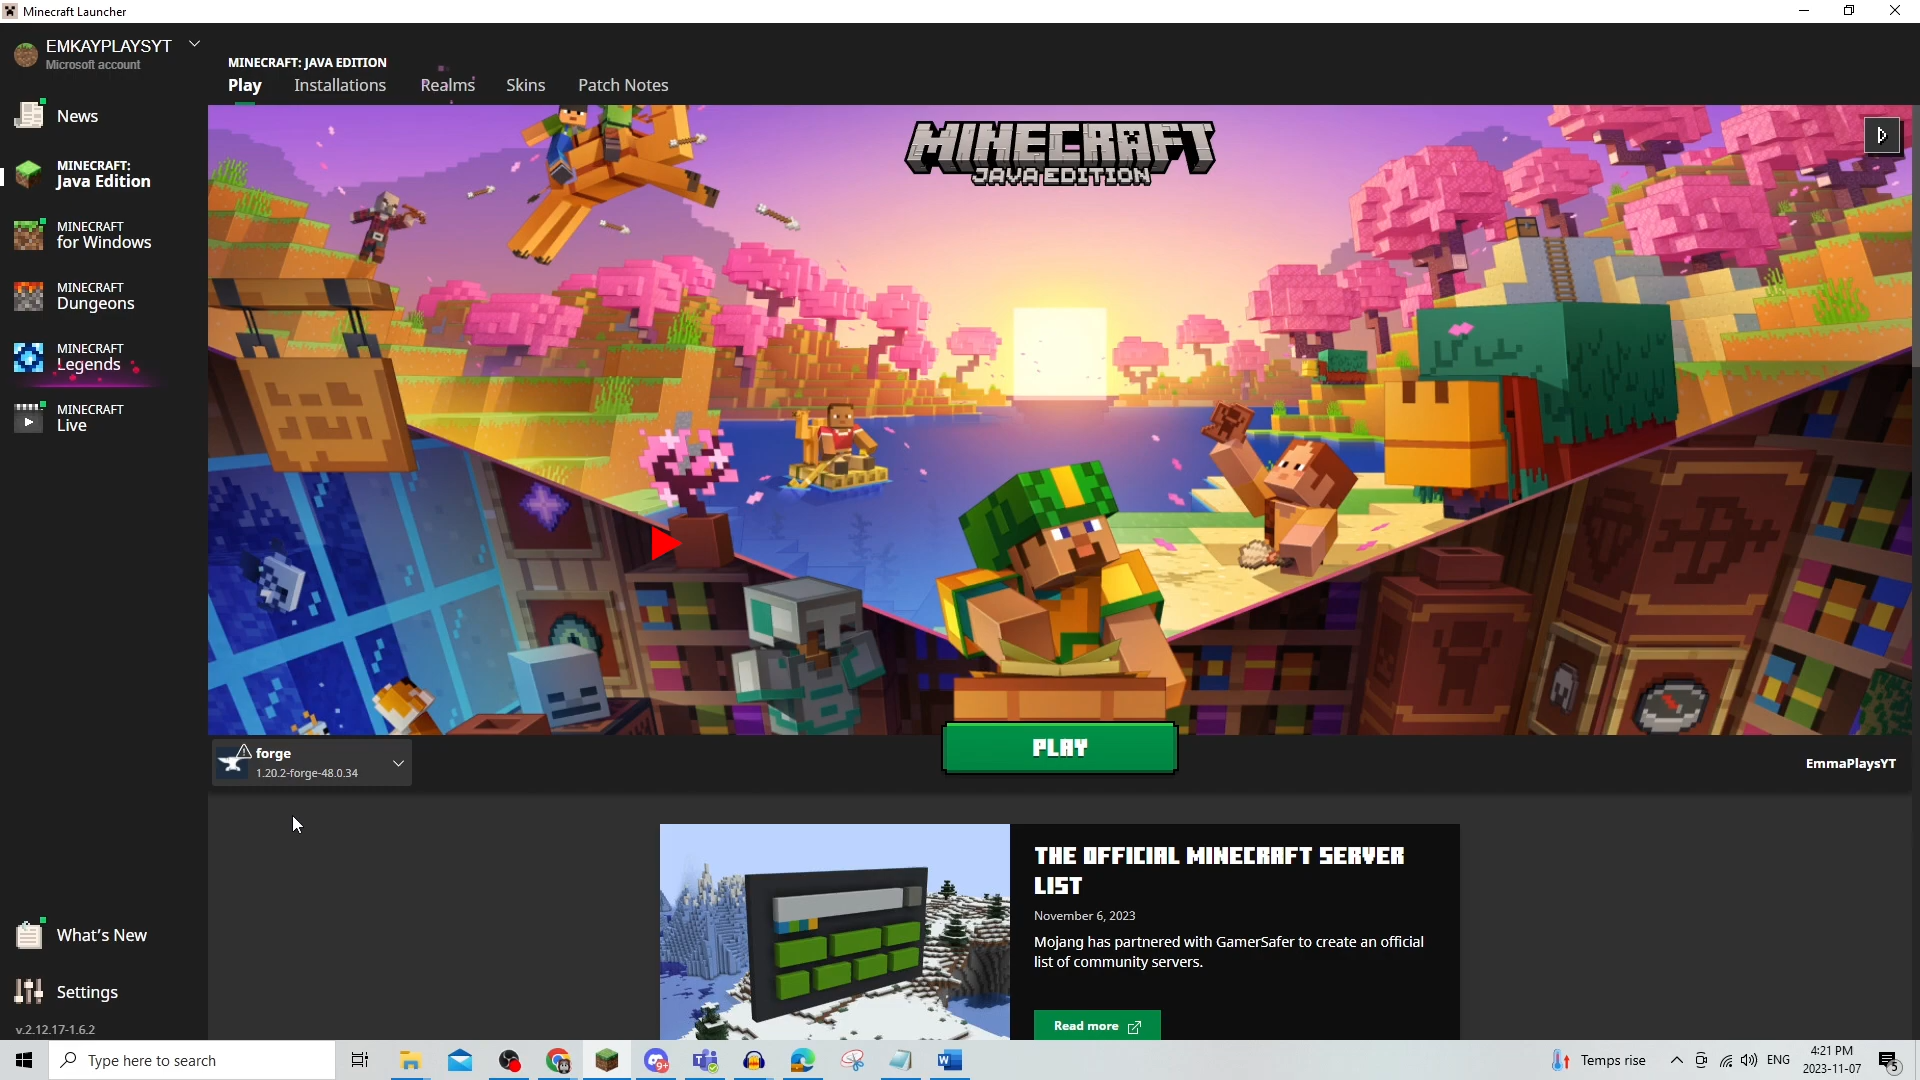 Minecraft Launcher
EMKAYPLAYSYT
Microsoft account
MINECRAFT: JAVA EDITION
Play Installations Realms Skins Patch Notes
News
MINECRAFT:
Java Edition
MINECRAFT
for Windows
MINECRAFT
Dungeons
MINECRAFT
Legends
MINECRAFT
Live
MINECRAFT
JAVA EDITION
forge
1.20.2-forge-48.0.34
PLAY
EmmaPlaysYT
THE OFFICIAL MINECRAFT SERVER
LIST
November 6, 2023
Mojang has partnered with GamerSafer to create an official
list of community servers.
Read more
What's New
Settings
v.2.12.17-1.6.2
Type here to search
9+
W
Temps rise
ENG
4:21 PM
2023-11-07
5